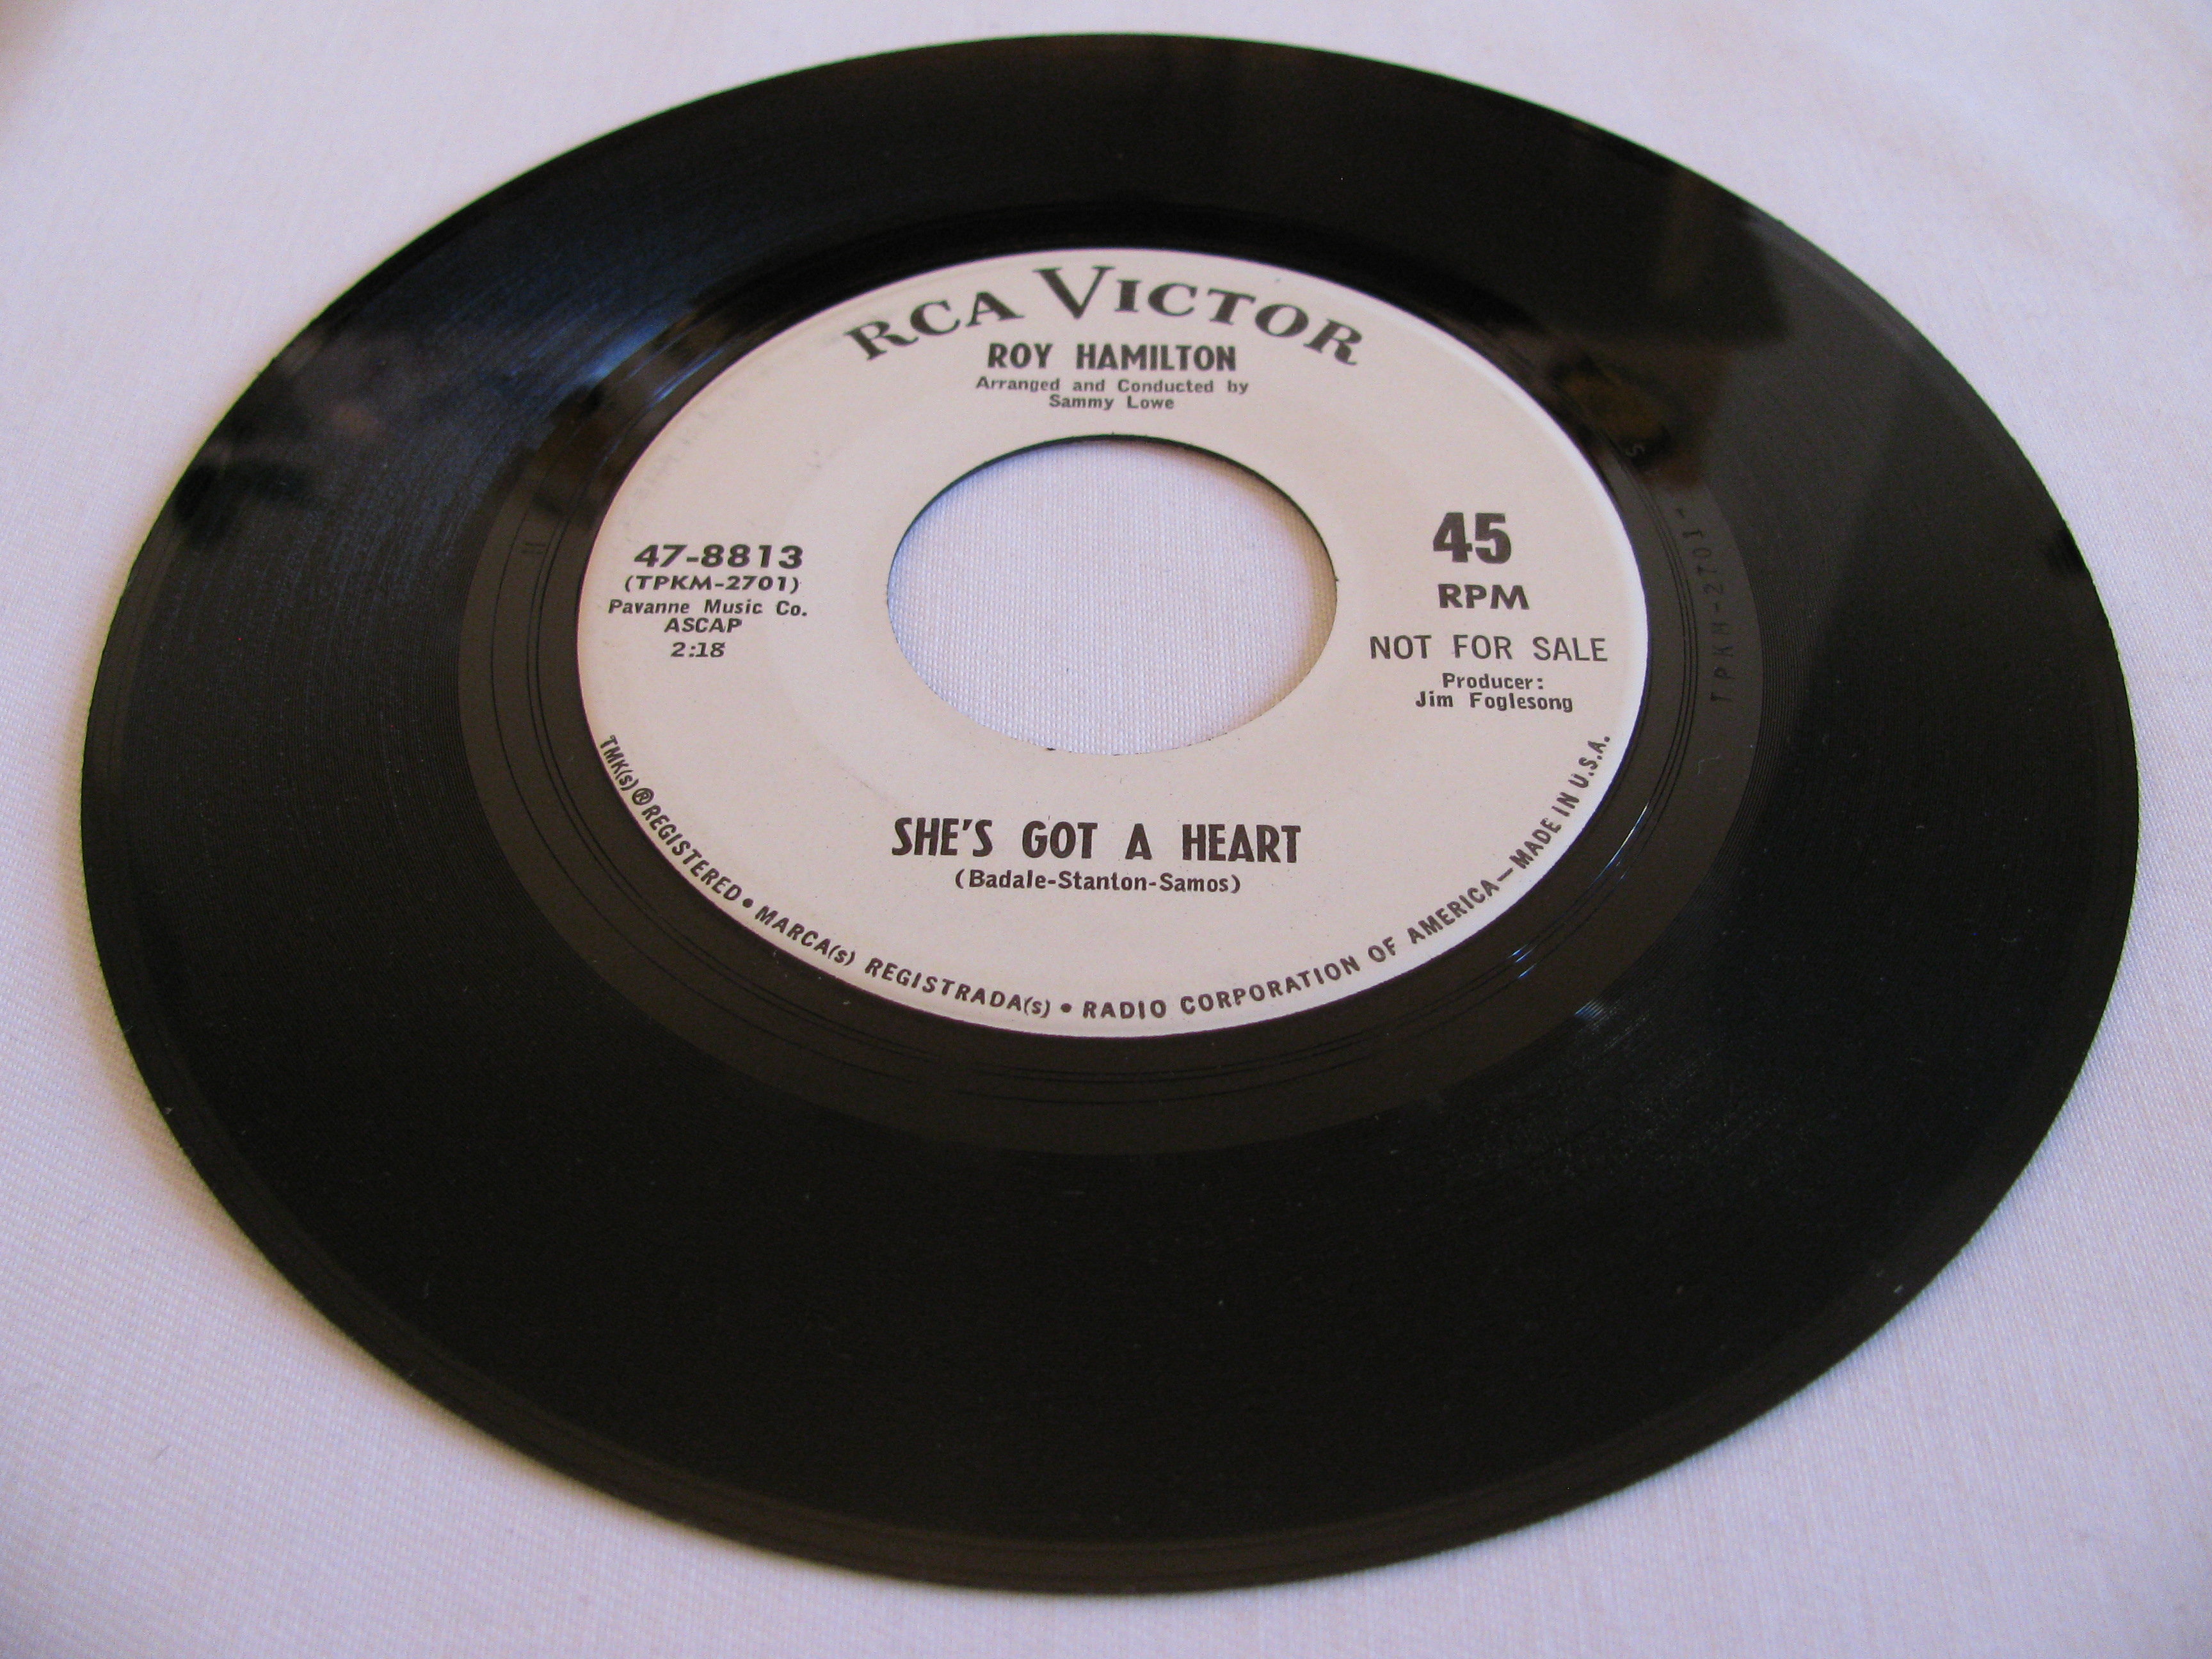 RCA VICTOR
ROY HAMILTON
Arranged and Conducted by
Sammy Lowe
47-8813
(TPKM-2701)
Pavanne Music Co.
ASCAP
2:18
45
RPM
NOT FOR SALE
Producer:
Jim Foglesong
SHE'S GOT A HEART
(Badale-Stanton-Samos)
TMK(s) ® REGISTERED • MARCA(s) REGISTRADA(s) • RADIO CORPORATION OF AMERICA — MADE IN U.S.A.
TPKM-2701-